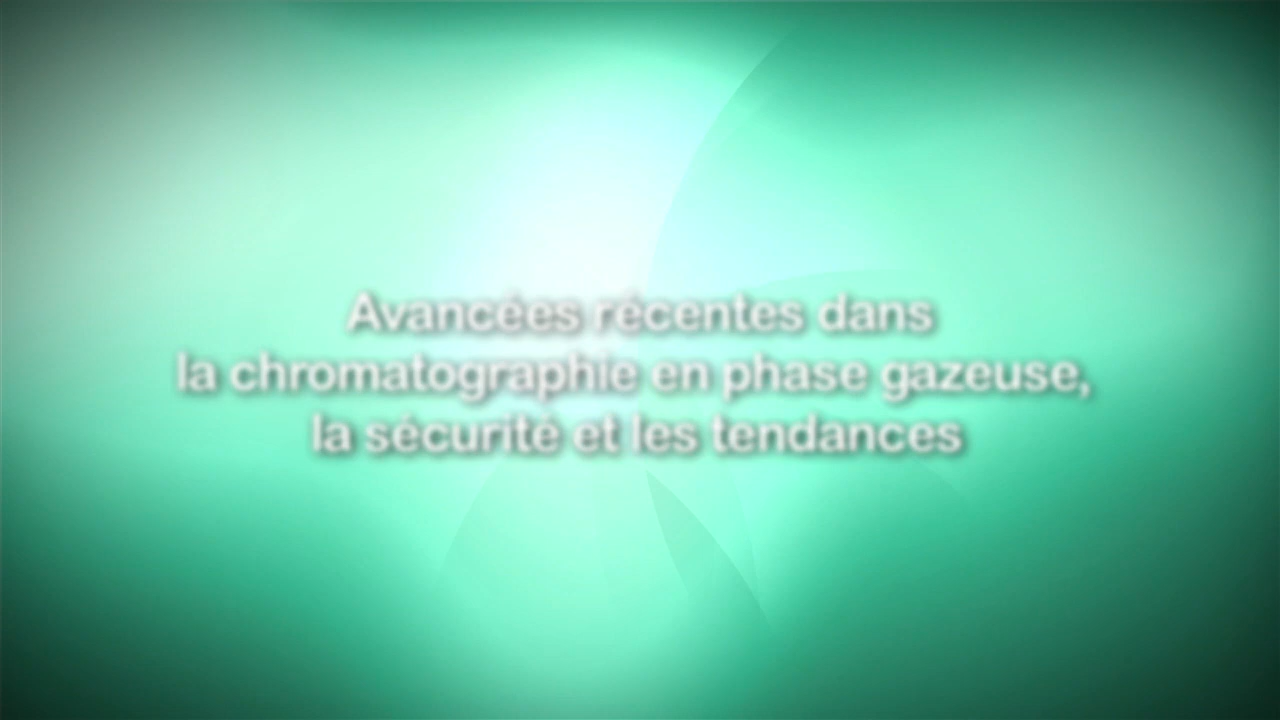 Avancées récentes dans
la chromatographie en phase gazeuse,
la sécurité et les tendances